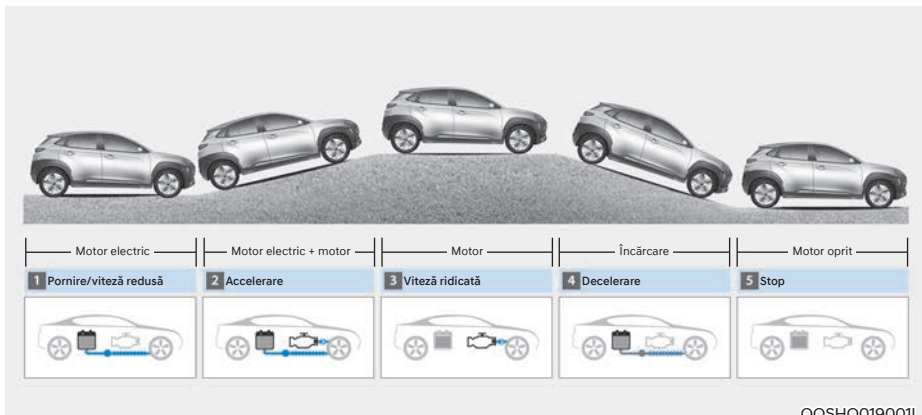 Motor electric
Motor electric + motor
Motor
Încărcare
Motor oprit
1 Pornire/viteză redusă
2 Accelerare
3 Viteză ridicată
4 Decelerare
5 Stop
OOSHQ019001L